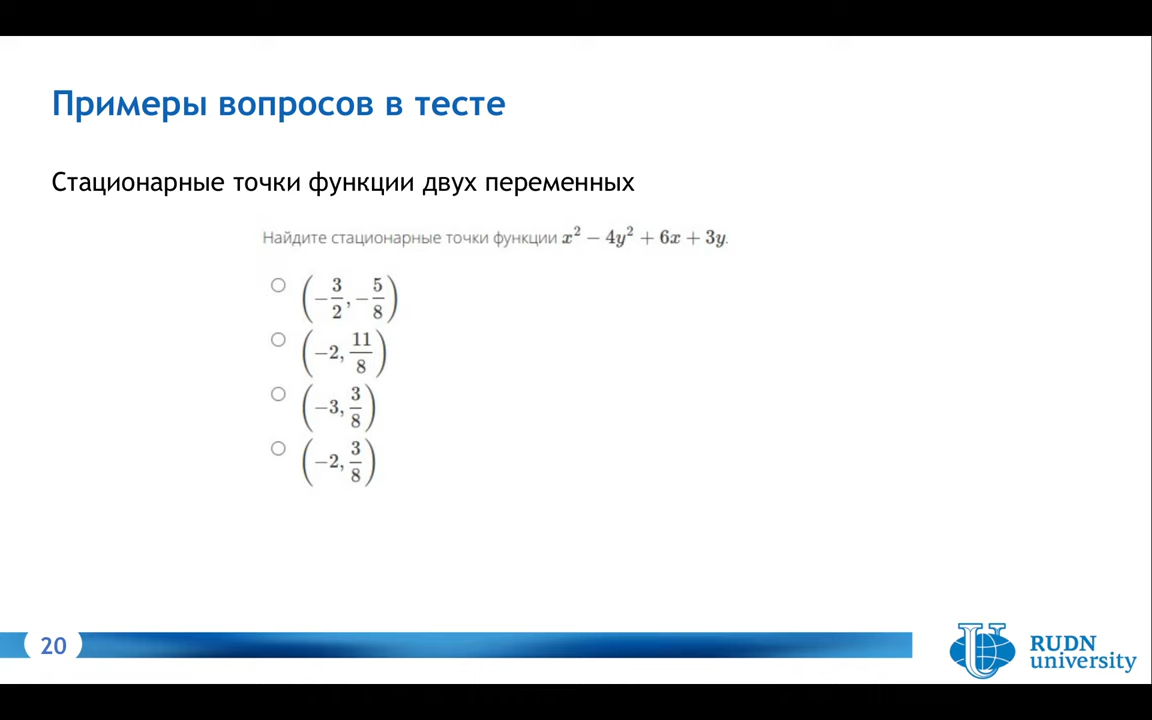 Примеры вопросов в тесте
Стационарные точки функции двух переменных
Найдите стационарные точки функции x² − 4y² + 6x + 3y.
(−3/2, −5/8)
(−2, 11/8)
(−3, 3/8)
(−2, 3/8)
20
RUDN
university